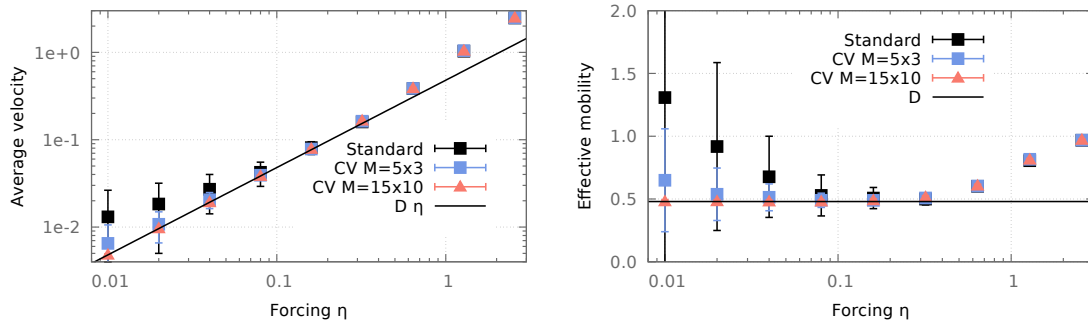 Average velocity
1e+0
1e-1
1e-2
0.01
0.1
1.0
Forcing η
Standard
CV M=5x3
CV M=15x10
D η
Effective mobility
2.0
1.5
1.0
0.5
0.0
0.01
0.1
1.0
Forcing η
Standard
CV M=5x3
CV M=15x10
D